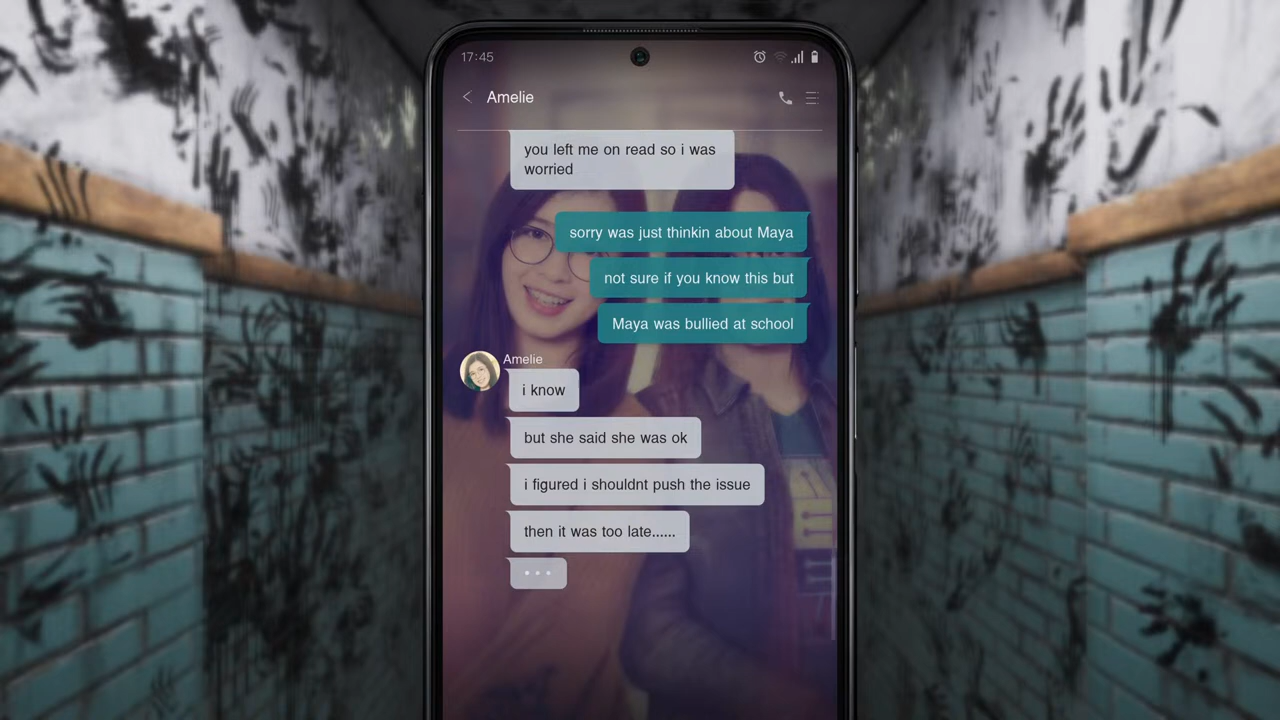 17:45
Amelie
you left me on read so i was
worried
sorry was just thinkin about Maya
not sure if you know this but
Maya was bullied at school
Amelie
i know
but she said she was ok
i figured i shouldnt push the issue
then it was too late......